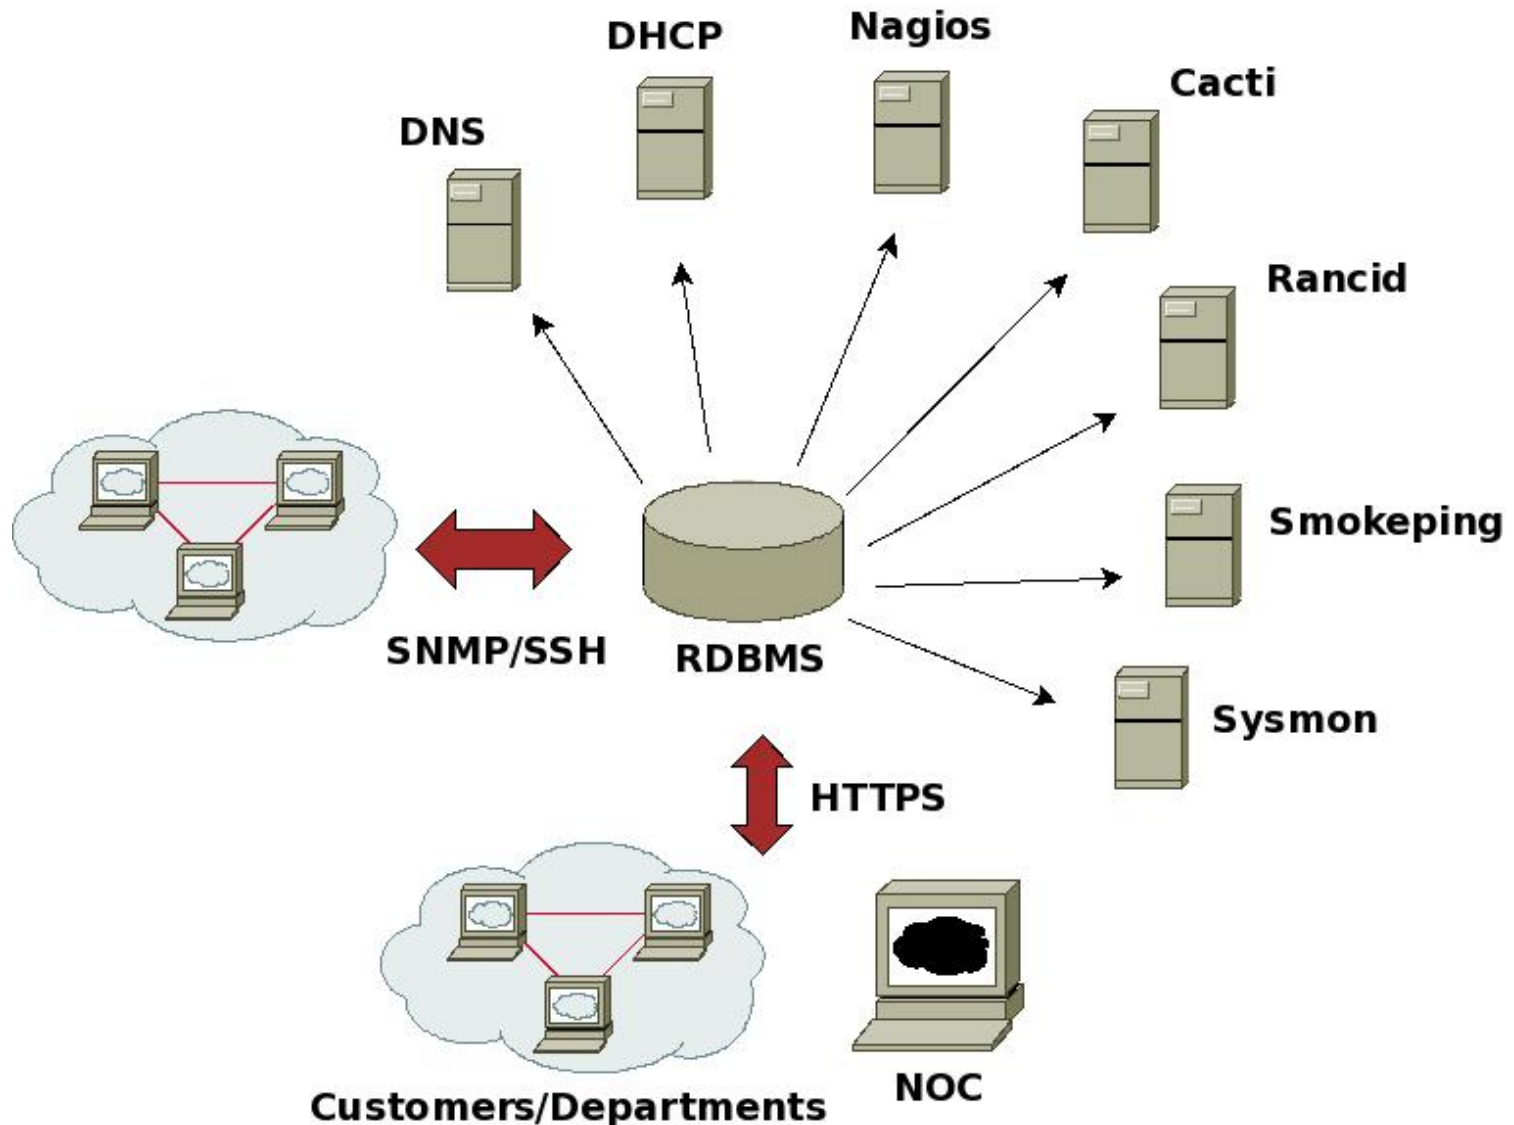 DHCP
Nagios
Cacti
DNS
Rancid
Smokeping
SNMP/SSH
RDBMS
Sysmon
HTTPS
NOC
Customers/Departments